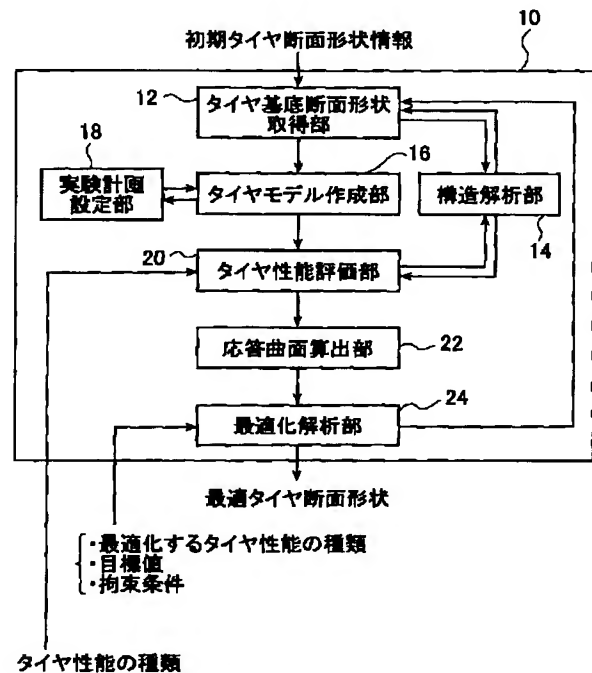 10
初期タイヤ断面形状情報
12
タイヤ基底断面形状
取得部
18
実験計画
設定部
16
タイヤモデル作成部
構造解析部
14
20
タイヤ性能評価部
応答曲面算出部
22
24
最適化解析部
最適タイヤ断面形状
・最適化するタイヤ性能の種類
・目標値
・拘束条件
タイヤ性能の種類